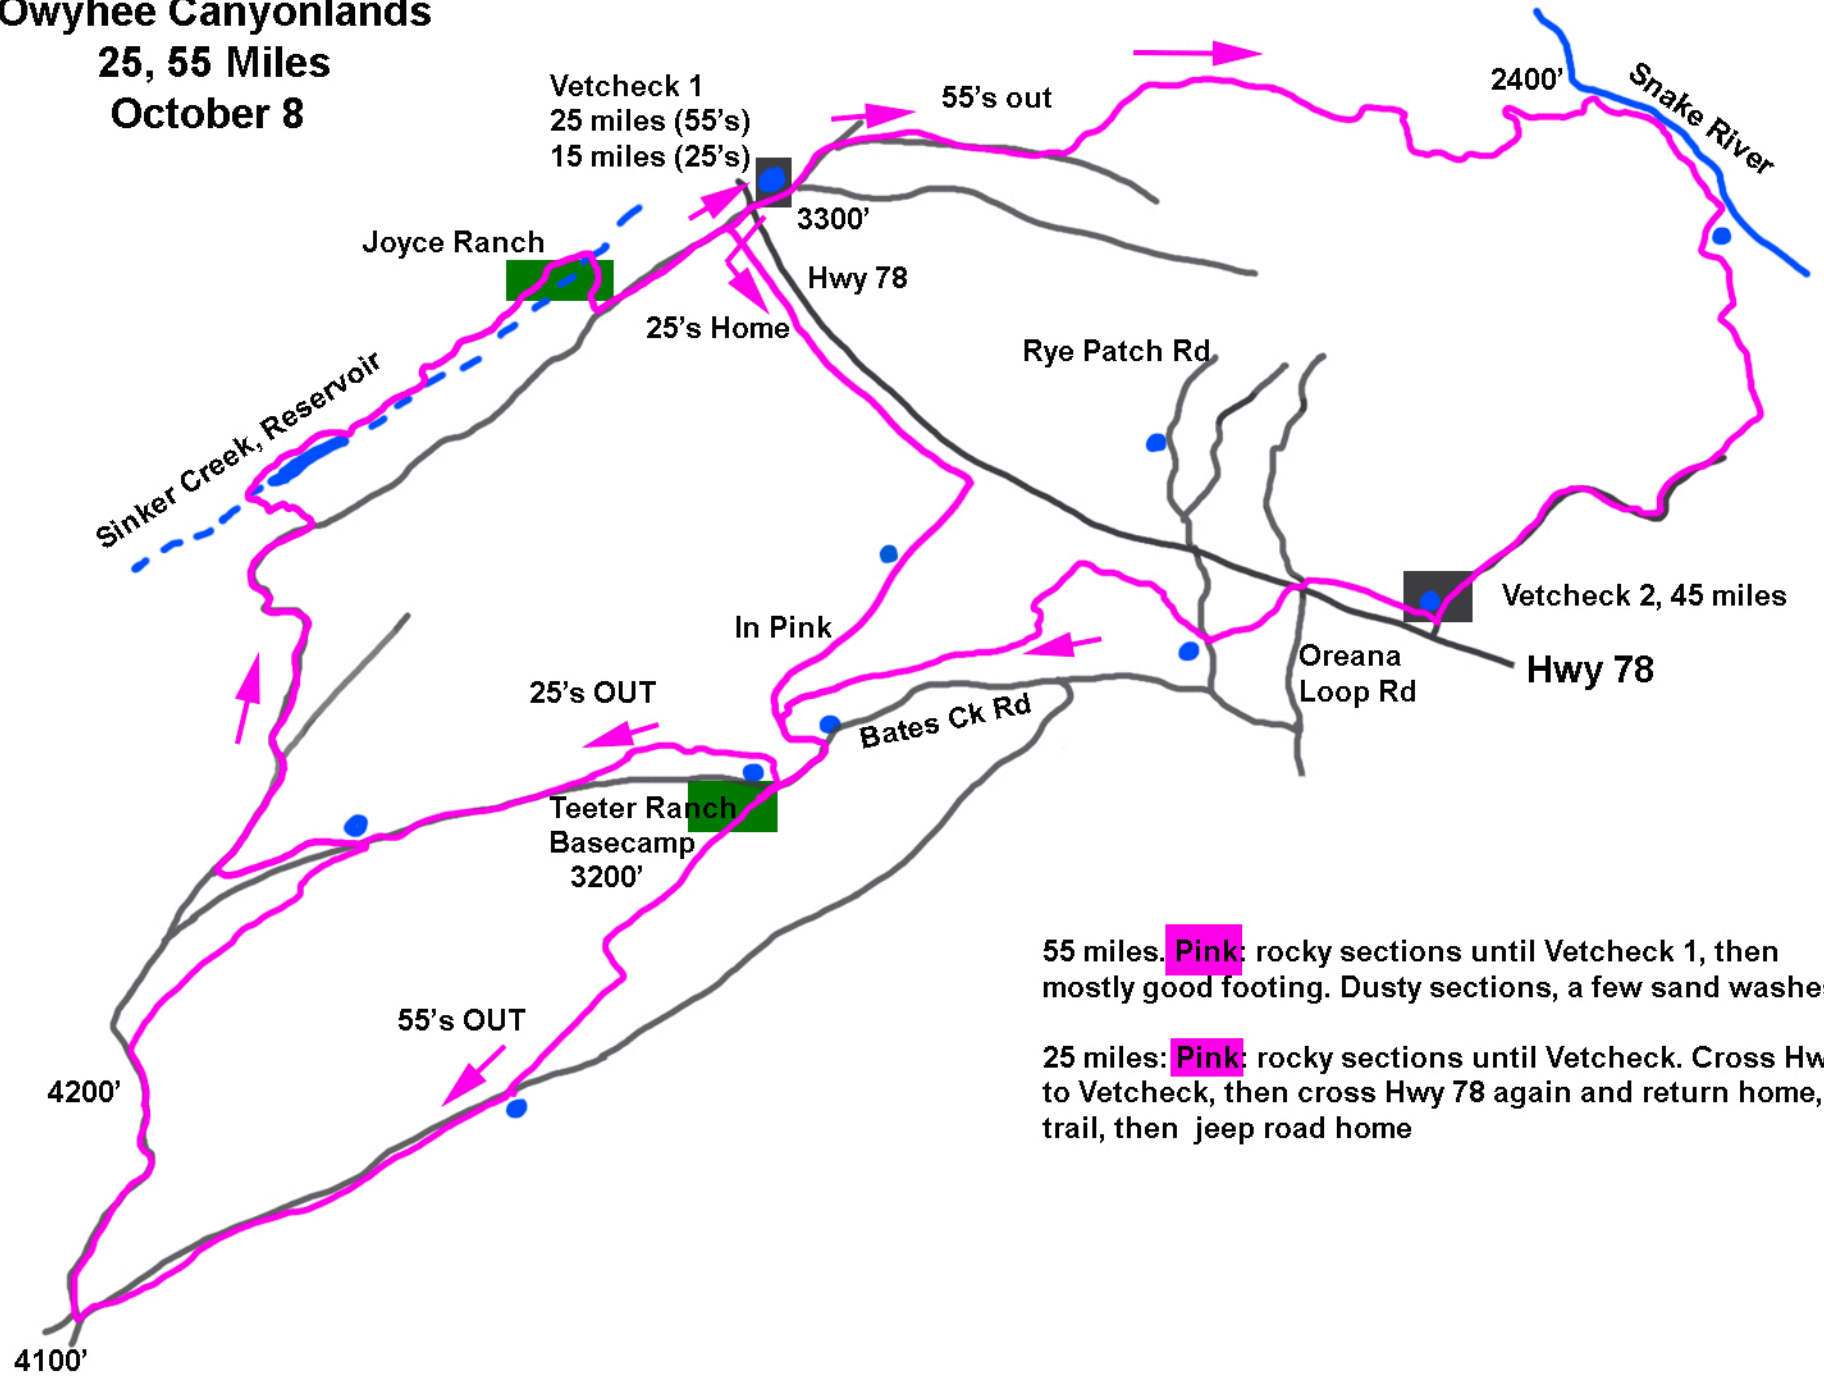 Owyhee Canyonlands
25, 55 Miles
October 8
Vetcheck 1
25 miles (55's)
15 miles (25's)
55's out
2400'
Snake River
3300'
Joyce Ranch
Hwy 78
25's Home
Rye Patch Rd
Sinker Creek, Reservoir
In Pink
Vetcheck 2, 45 miles
Oreana
Loop Rd
Hwy 78
25's OUT
Bates Ck Rd
Teeter Ranch
Basecamp
3200'
55 miles. Pink: rocky sections until Vetcheck 1, then
mostly good footing. Dusty sections, a few sand washes
55's OUT
25 miles: Pink: rocky sections until Vetcheck. Cross Hw
to Vetcheck, then cross Hwy 78 again and return home,
trail, then jeep road home
4200'
4100'